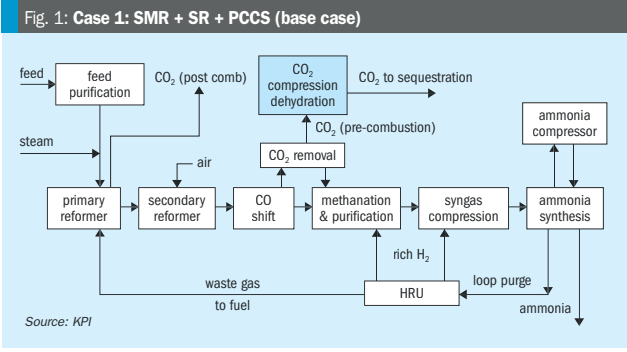 Fig. 1: Case 1: SMR + SR + PCCS (base case)
feed
feed
purification
CO₂ (post comb)
CO₂
compression
dehydration
CO₂ to sequestration
ammonia
compressor
steam
CO₂ (pre-combustion)
air
CO₂ removal
primary
reformer
secondary
reformer
CO
shift
methanation
& purification
syngas
compression
ammonia
synthesis
rich H₂
waste gas
to fuel
HRU
loop purge
ammonia
Source: KPI